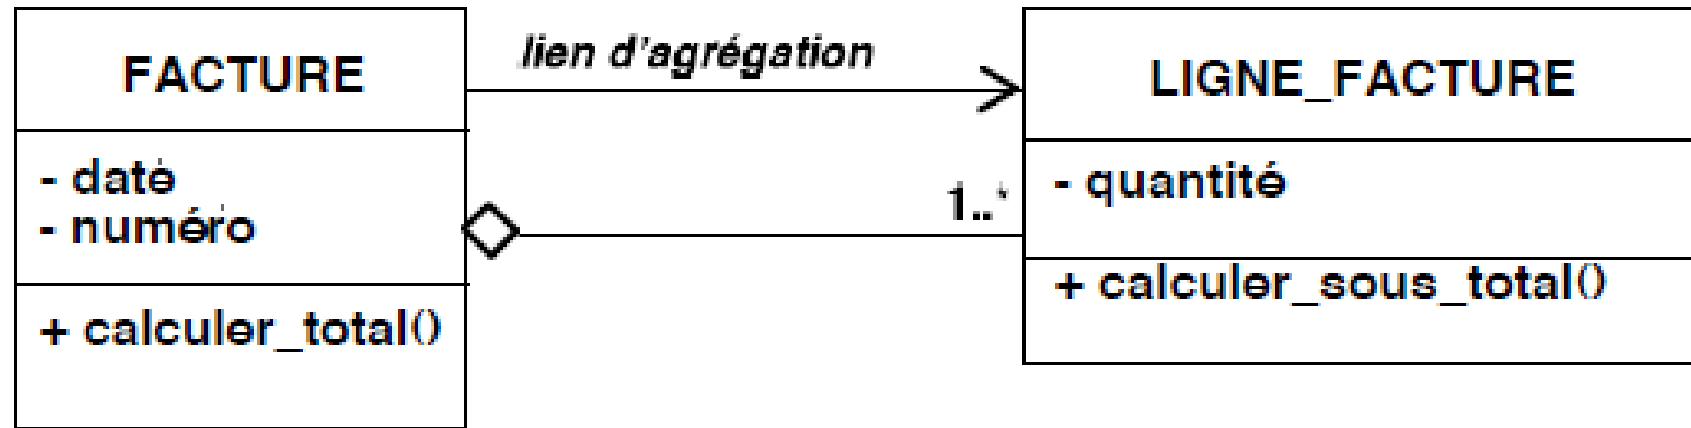 FACTURE
- date
- numéro
+ calculer_total()
lien d'agrégation
1..*
LIGNE_FACTURE
- quantité
+ calculer_sous_total()